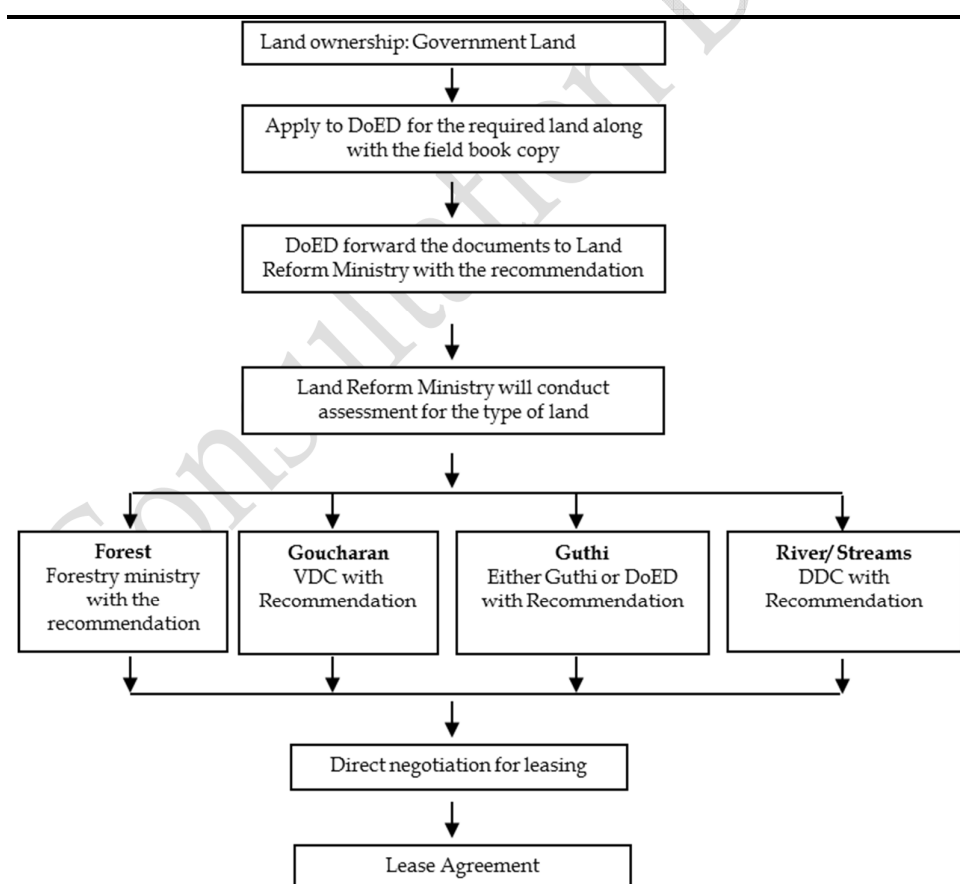 Land ownership: Government Land
Apply to DoED for the required land along
with the field book copy
DoED forward the documents to Land
Reform Ministry with the recommendation
Land Reform Ministry will conduct
assessment for the type of land
Forest
Forestry ministry
with the
recommendation
Goucharan
VDC with
Recommendation
Guthi
Either Guthi or DoED
with Recommendation
River/ Streams
DDC with
Recommendation
Direct negotiation for leasing
Lease Agreement
Consultation D